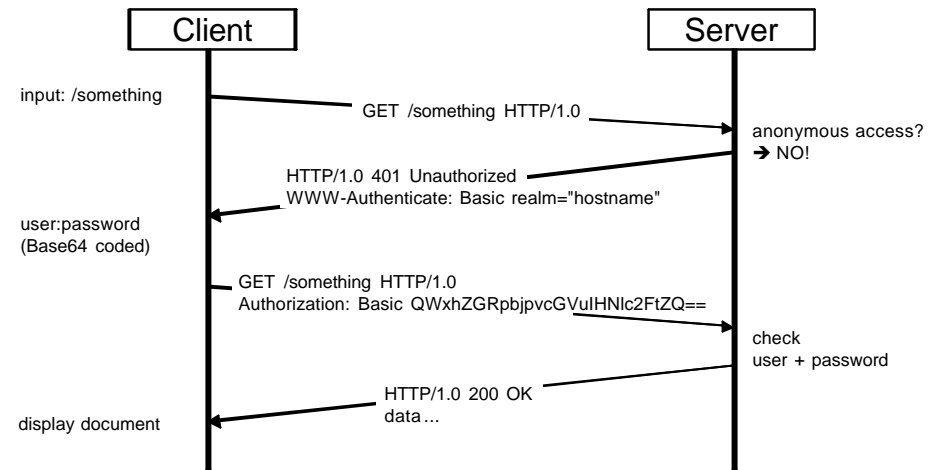 Client
Server
input: /something
GET /something HTTP/1.0
anonymous access?
➔ NO!
HTTP/1.0 401 Unauthorized
WWW-Authenticate: Basic realm="hostname"
user:password
(Base64 coded)
GET /something HTTP/1.0
Authorization: Basic QWxhZGRpbjpvcGVuIHNlc2FtZQ==
check
user + password
HTTP/1.0 200 OK
data...
display document